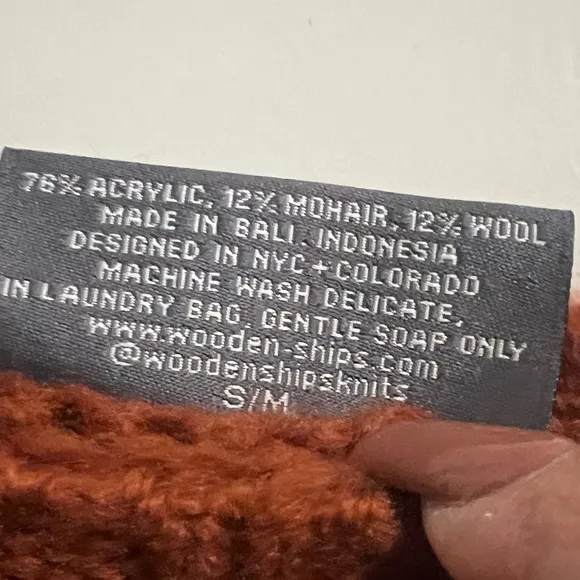 76% ACRYLIC, 12% MOHAIR, 12% WOOL
MADE IN BALI, INDONESIA
DESIGNED IN NYC + COLORADO
MACHINE WASH DELICATE,
IN LAUNDRY BAG, GENTLE SOAP ONLY
www.wooden-ships.com
@woodenshipsknits
S/M